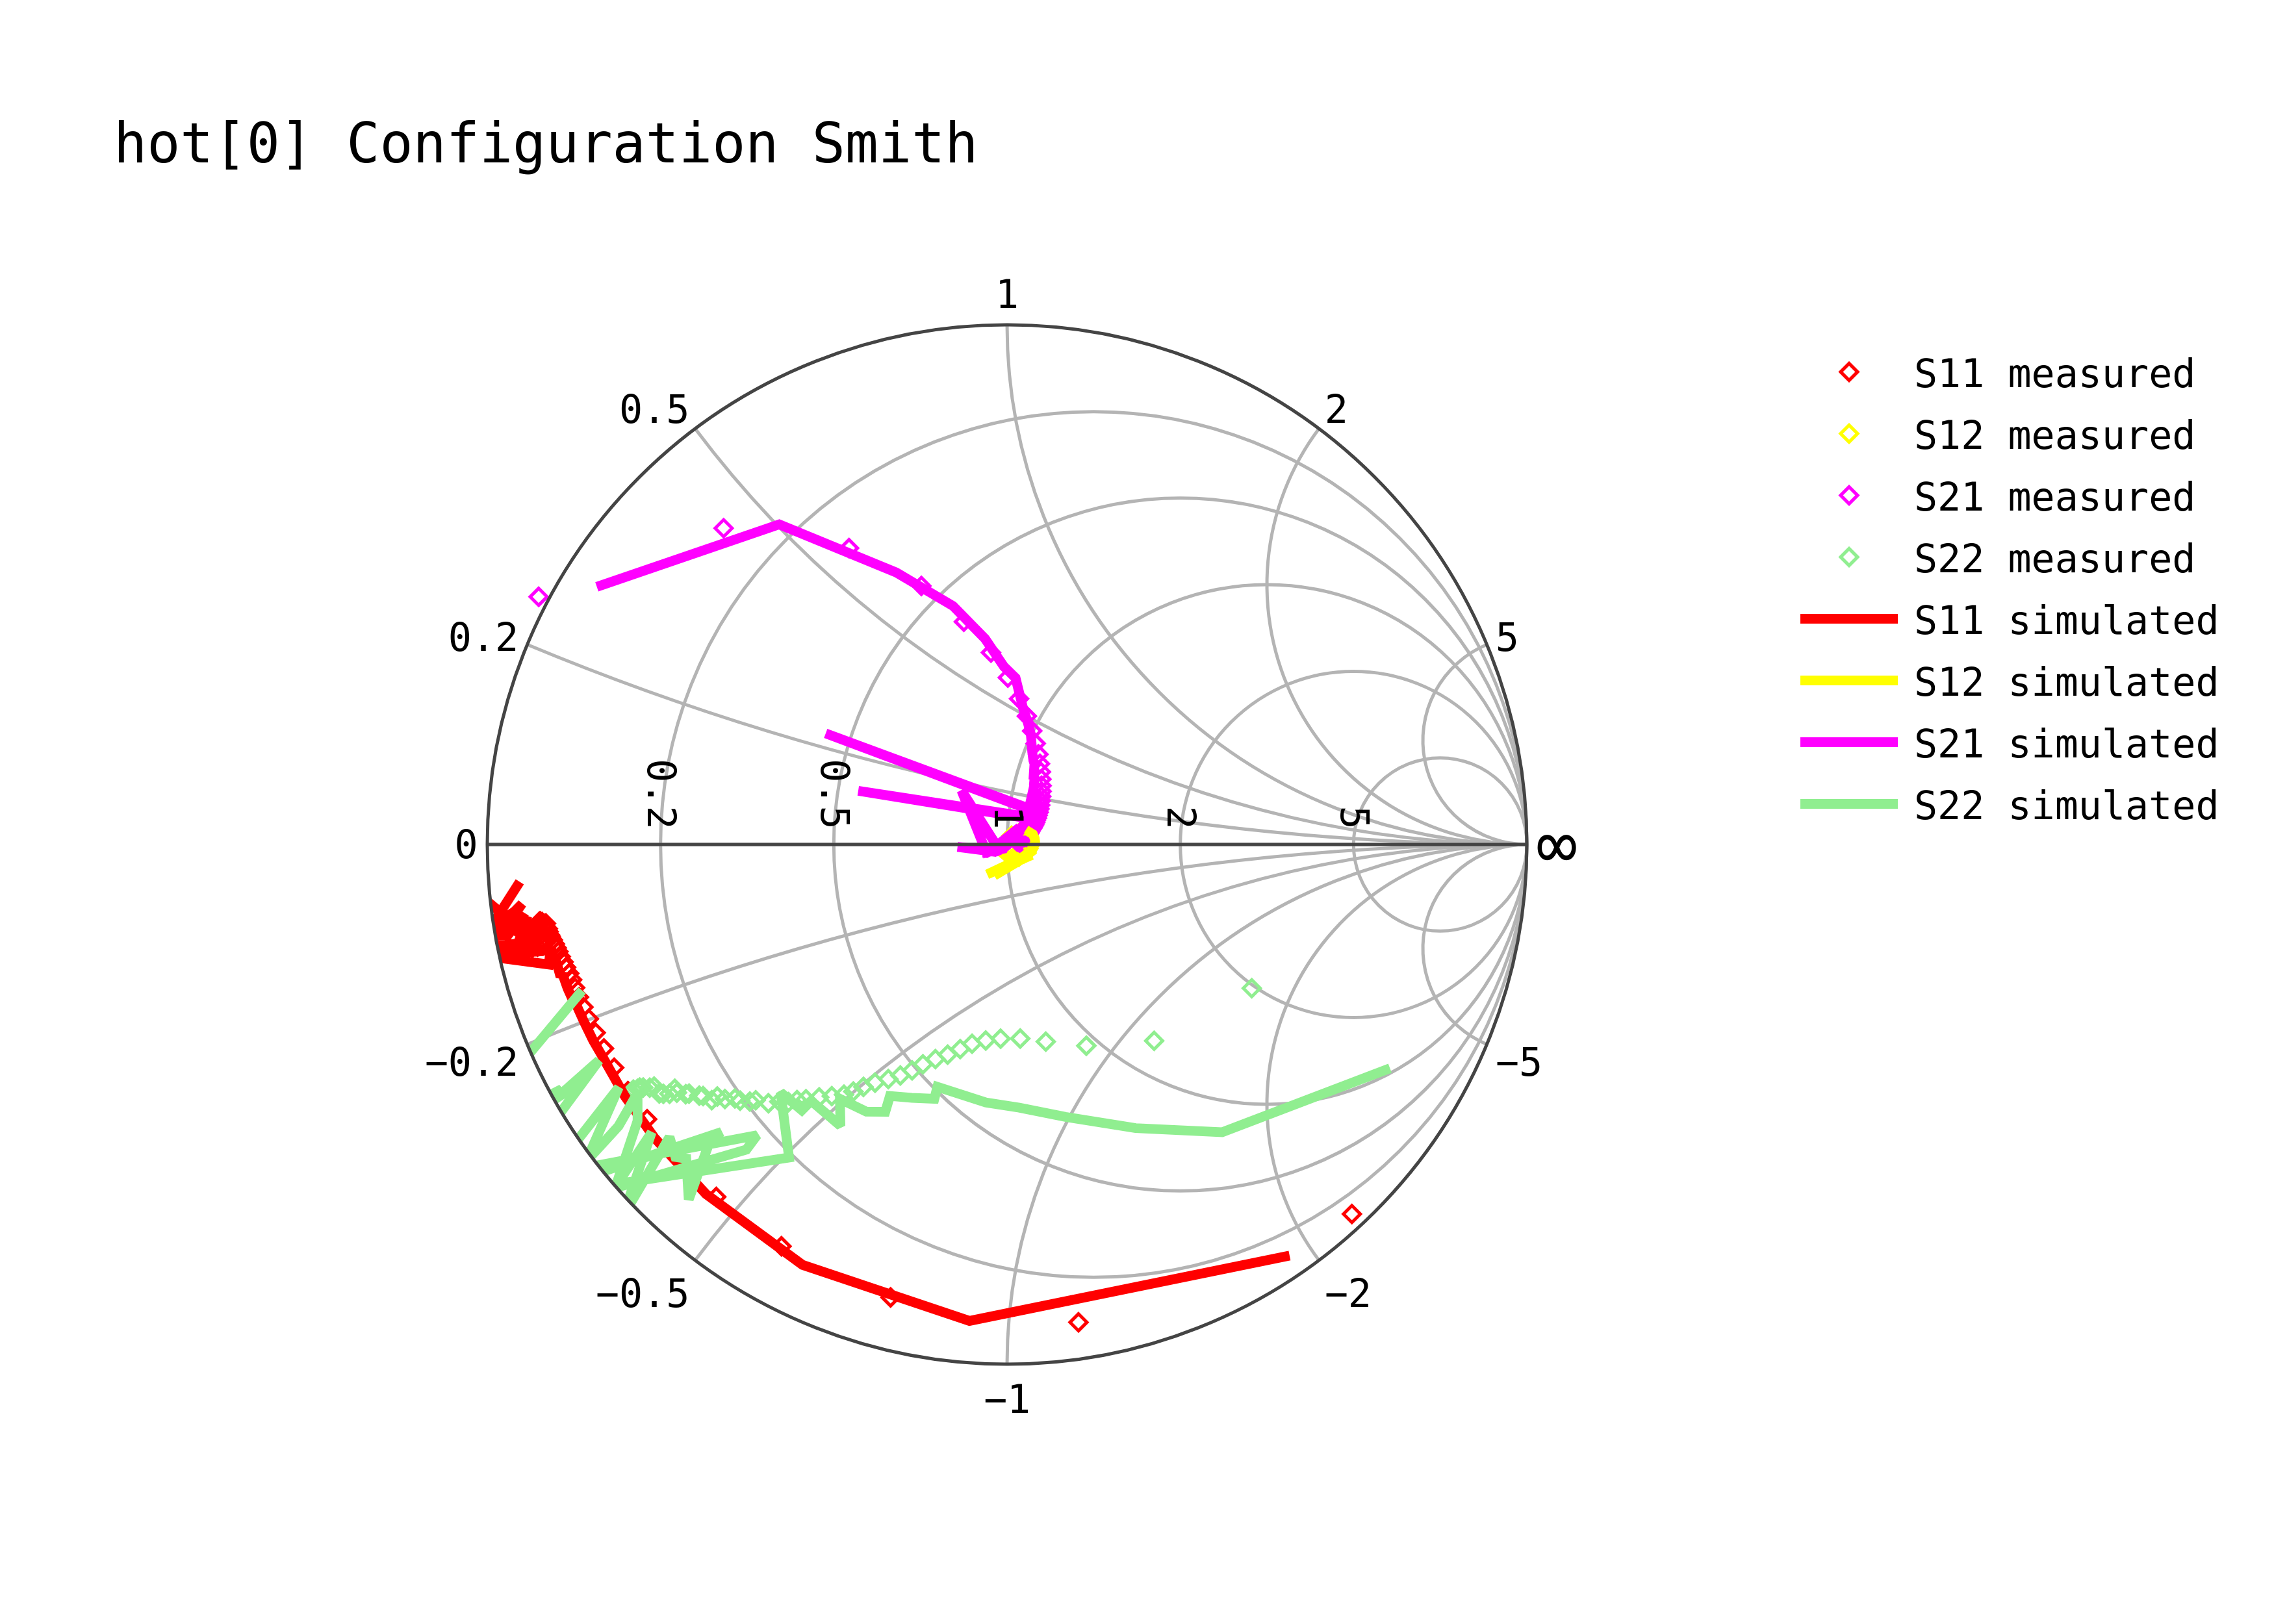 hot[0] Configuration Smith
1
0.5
2
0.2
5
0
0.2
0.5
1
2
5
∞
−0.2
−5
−0.5
−2
−1
S11 measured
S12 measured
S21 measured
S22 measured
S11 simulated
S12 simulated
S21 simulated
S22 simulated